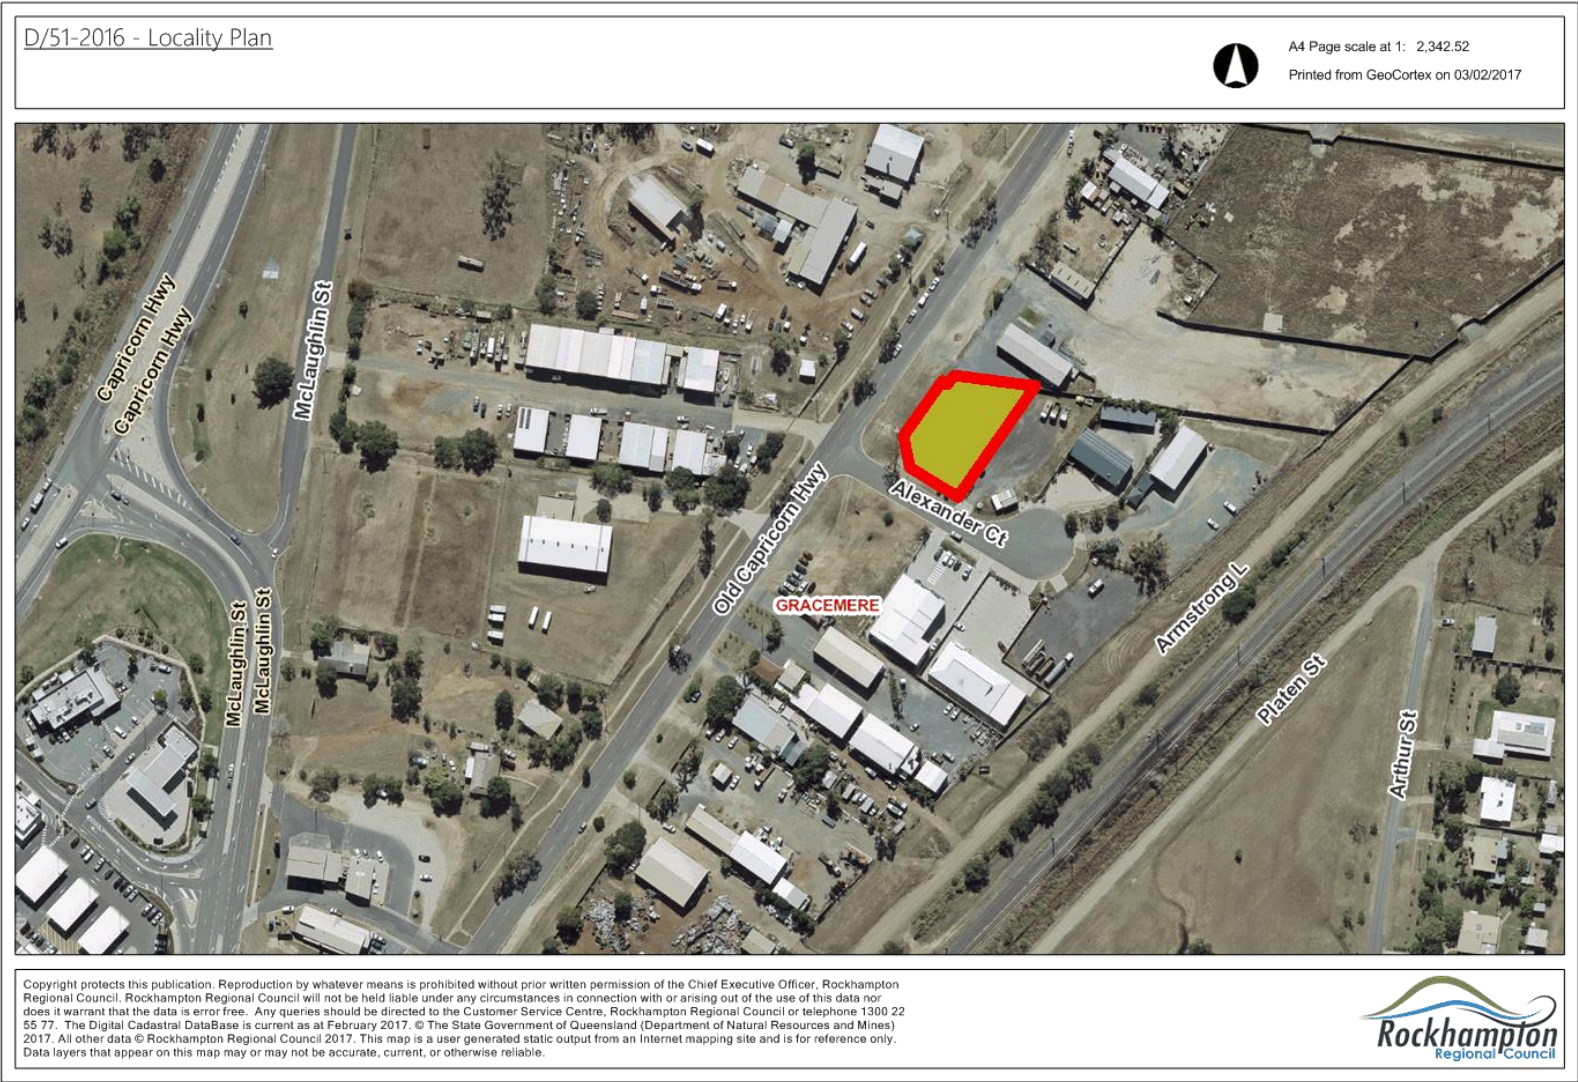 D/51-2016 - Locality Plan
A4 Page scale at 1: 2,342.52
Printed from GeoCortex on 03/02/2017
Capricorn Hwy
Capricorn Hwy
McLaughlin St
McLaughlin St
McLaughlin St
Old Capricorn Hwy
Alexander Ct
GRACEMERE
Armstrong L
Platen St
Arthur St
Copyright protects this publication. Reproduction by whatever means is prohibited without prior written permission of the Chief Executive Officer, Rockhampton
Regional Council. Rockhampton Regional Council will not be held liable under any circumstances in connection with or arising out of the use of this data nor
does it warrant that the data is error free. Any queries should be directed to the Customer Service Centre, Rockhampton Regional Council or telephone 1300 22
55 77. The Digital Cadastral DataBase is current as at February 2017. © The State Government of Queensland (Department of Natural Resources and Mines)
2017. All other data © Rockhampton Regional Council 2017. This map is a user generated static output from an Internet mapping site and is for reference only.
Data layers that appear on this map may or may not be accurate, current, or otherwise reliable.
Rockhampton
Regional Council